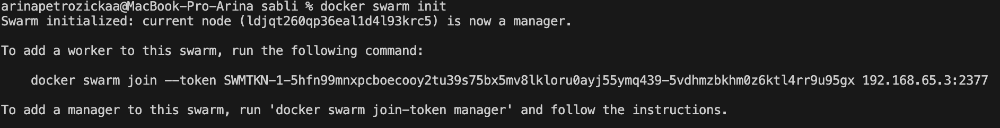 arinapetrozickaa@MacBook-Pro-Arina sabli % docker swarm init
Swarm initialized: current node (ldjqt260qp36eal1d4l93krc5) is now a manager.
To add a worker to this swarm, run the following command:
docker swarm join --token SWMTKN-1-5hfn99mnxpcboecooy2tu39s75bx5mv8lkloru0ayj55ymq439-5vdhmzbkhm0z6ktl4rr9u95gx 192.168.65.3:2377
To add a manager to this swarm, run 'docker swarm join-token manager' and follow the instructions.